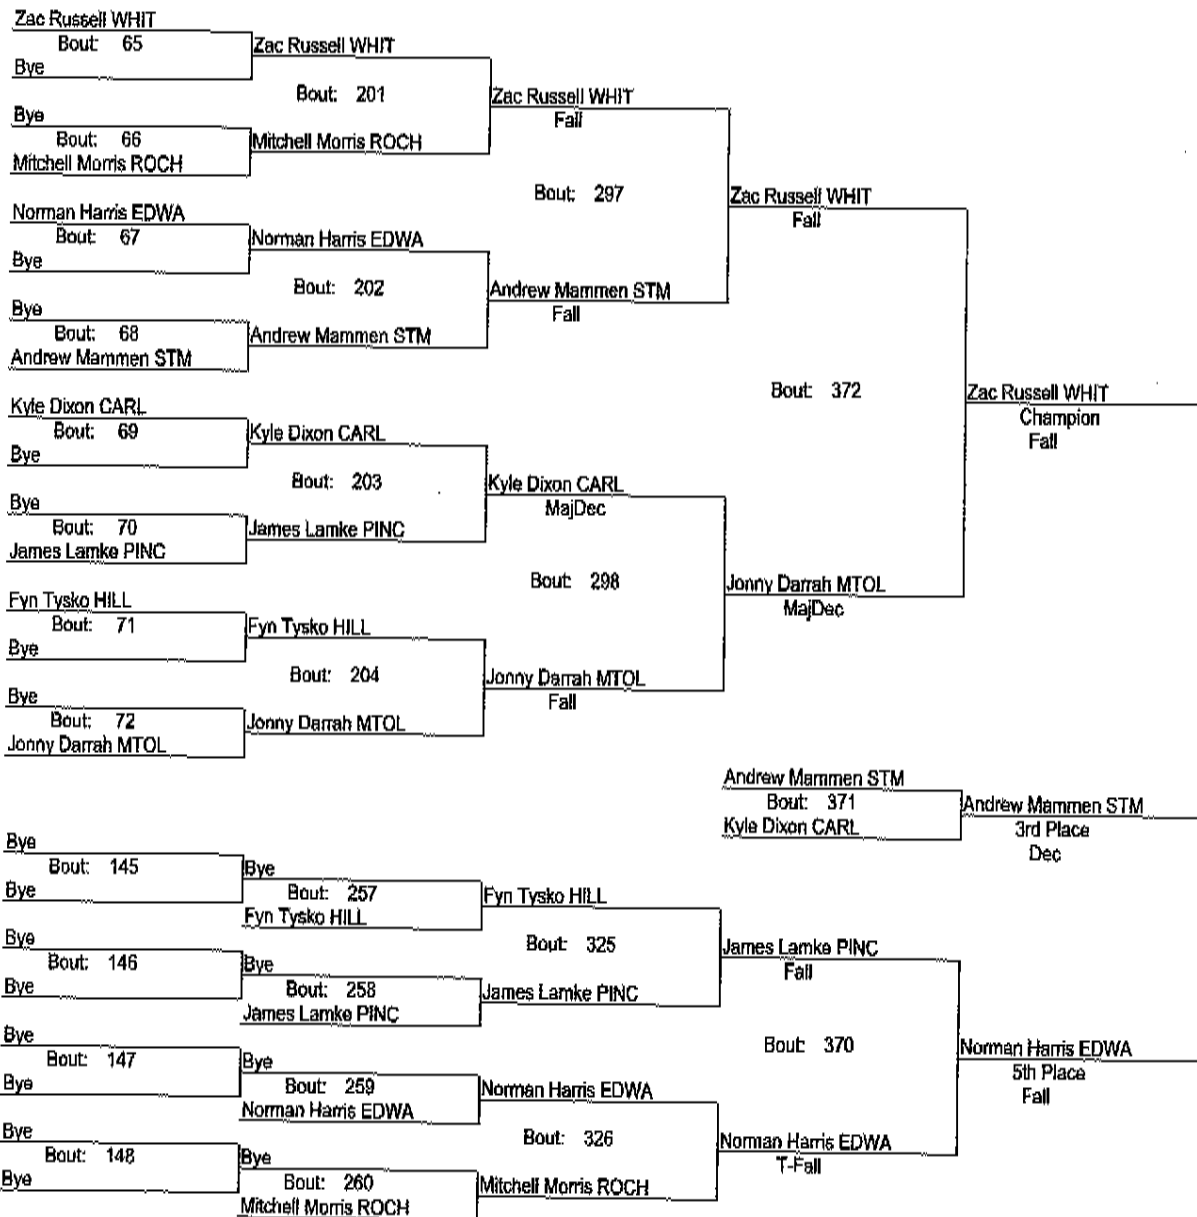 Zac Russell WHIT
Bout: 65
Bye
Zac Russell WHIT
Bout: 201
Bye
Bout: 66
Mitchell Morris ROCH
Mitchell Morris ROCH
Zac Russell WHIT
Fall
Bout: 297
Norman Harris EDWA
Bout: 67
Bye
Norman Harris EDWA
Bout: 202
Bye
Bout: 68
Andrew Mammen STM
Andrew Mammen STM
Andrew Mammen STM
Fall
Zac Russell WHIT
Fall
Bout: 372
Zac Russell WHIT
Champion
Fall
Kyle Dixon CARL
Bout: 69
Bye
Kyle Dixon CARL
Bout: 203
Bye
Bout: 70
James Lamke PINC
James Lamke PINC
Kyle Dixon CARL
MajDec
Bout: 298
Fyn Tysko HILL
Bout: 71
Bye
Fyn Tysko HILL
Bout: 204
Bye
Bout: 72
Jonny Darrah MTOL
Jonny Darrah MTOL
Jonny Darrah MTOL
Fall
Jonny Darrah MTOL
MajDec
Andrew Mammen STM
Bout: 371
Kyle Dixon CARL
Andrew Mammen STM
3rd Place
Dec
Bye
Bout: 145
Bye
Bye
Bout: 257
Fyn Tysko HILL
Fyn Tysko HILL
Bout: 325
Bye
Bout: 146
Bye
Bye
Bout: 258
James Lamke PINC
James Lamke PINC
James Lamke PINC
Fall
Bout: 370
Bye
Bout: 147
Bye
Bye
Bout: 259
Norman Harris EDWA
Norman Harris EDWA
Bout: 326
Bye
Bout: 148
Bye
Bye
Bout: 260
Mitchell Morris ROCH
Mitchell Morris ROCH
Norman Harris EDWA
T-Fall
Norman Harris EDWA
5th Place
Fall